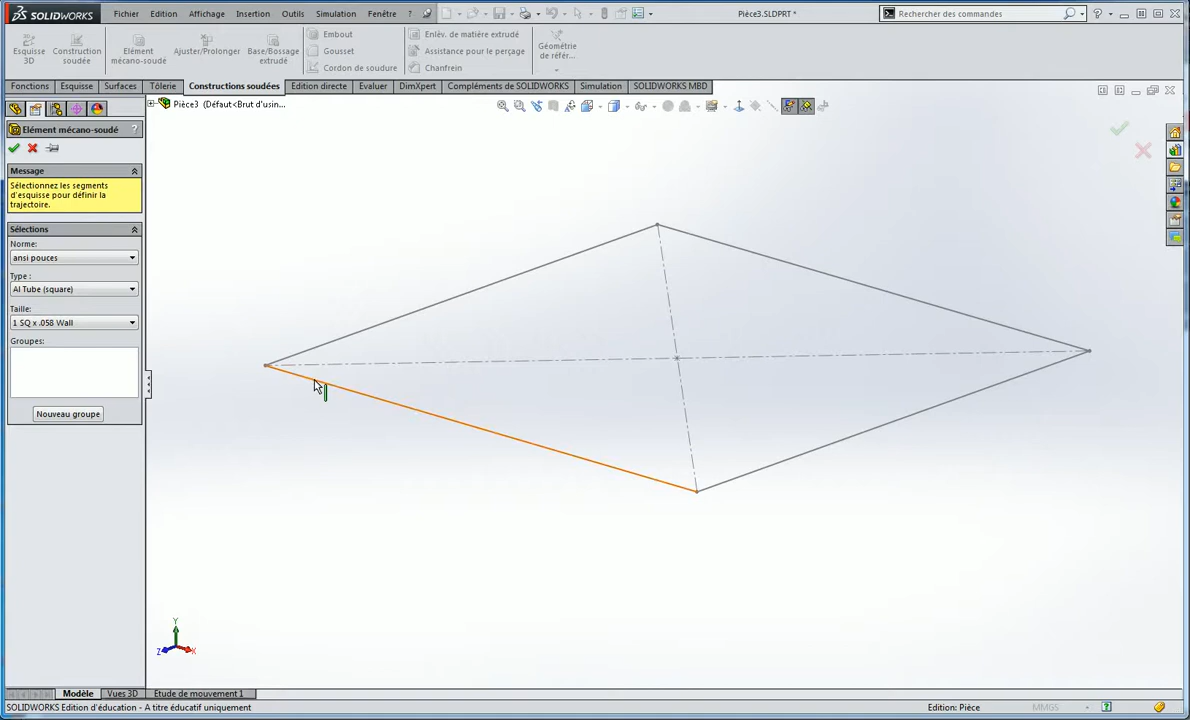 SOLIDWORKS Fichier Edition Affichage Insertion Outils Simulation Fenêtre ? Pièce3.SLDPRT * Rechercher des commandes ?
Esquisse 3D
Construction soudée
Elément mécano-soudé
Ajuster/Prolonger
Base/Bossage extrudé
Embout
Gousset
Cordon de soudure
Enlèv. de matière extrudé
Assistance pour le perçage
Chanfrein
Géométrie de référ...
Fonctions Esquisse Surfaces Tôlerie Constructions soudées Edition directe Evaluer DimXpert Compléments de SOLIDWORKS Simulation SOLIDWORKS MBD
Pièce3 (Défaut<Brut d'usin...
Elément mécano-soudé ?
Message
Sélectionnez les segments
d'esquisse pour définir la
trajectoire.
Sélections
Norme:
ansi pouces
Type :
Al Tube (square)
Taille:
1 SQ x .058 Wall
Groupes:
Nouveau groupe
Y
Z
X
Modèle Vues 3D Etude de mouvement 1
SOLIDWORKS Edition d'éducation - A titre éducatif uniquement Edition: Pièce MMGS